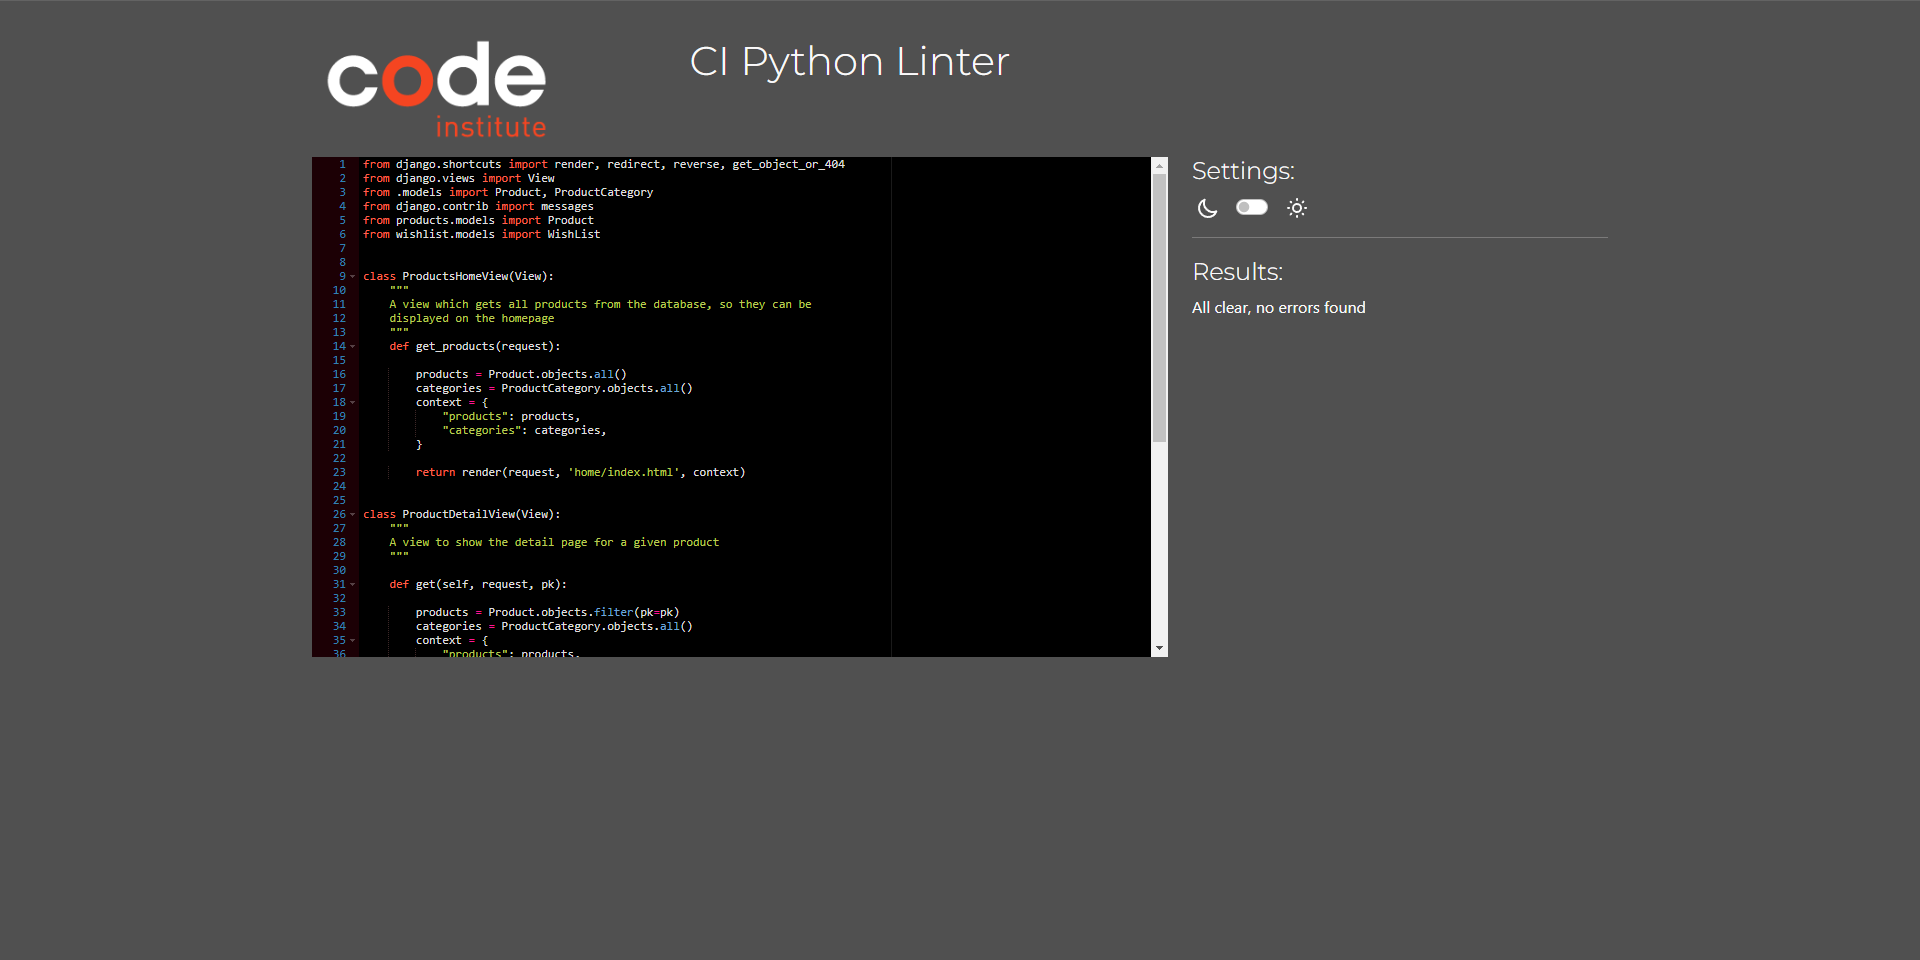 code
institute
CI Python Linter
1 from django.shortcuts import render, redirect, reverse, get_object_or_404
2 from django.views import View
3 from .models import Product, ProductCategory
4 from django.contrib import messages
5 from products.models import Product
6 from wishlist.models import WishList
7
8
9 class ProductsHomeView(View):
10     """
11     A view which gets all products from the database, so they can be
12     displayed on the homepage
13     """
14     def get_products(request):
15
16         products = Product.objects.all()
17         categories = ProductCategory.objects.all()
18         context = {
19             "products": products,
20             "categories": categories,
21         }
22
23         return render(request, 'home/index.html', context)
24
25
26 class ProductDetailView(View):
27     """
28     A view to show the detail page for a given product
29     """
30
31     def get(self, request, pk):
32
33         products = Product.objects.filter(pk=pk)
34         categories = ProductCategory.objects.all()
35         context = {
36             "products": products,
Settings:
Results:
All clear, no errors found